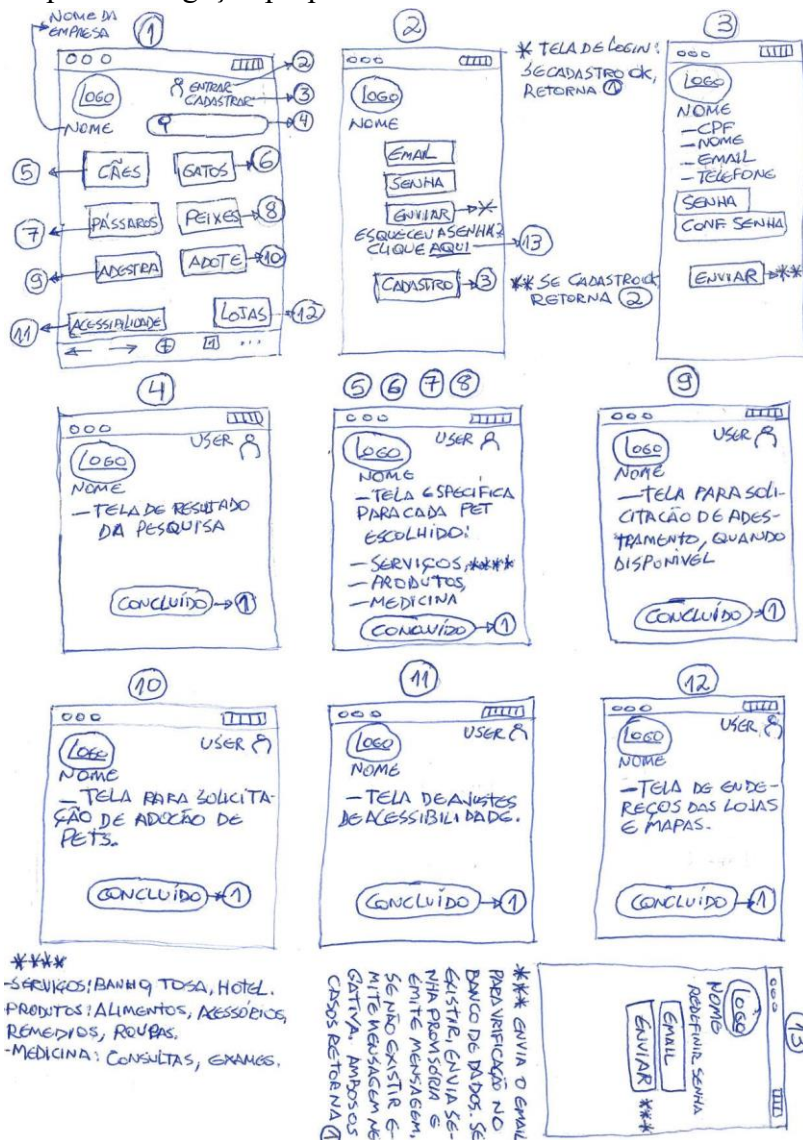 NOME DA
EMPRESA
1
LOGO
NOME
ENTRAR
CADASTRAR
2
3
4
5
CÃES
GATOS
6
7
PÁSSAROS
PEIXES
8
9
ADESTRA
ADOTE
10
11
ACESSIBILIDADE
LOJAS
12
2
LOGO
NOME
EMAIL
SENHA
ENVIAR *
ESQUECEU A SENHA?
CLIQUE AQUI
13
CADASTRO 3
* TELA DE LOGIN:
SE CADASTRO OK,
RETORNA 1
** SE CADASTRO OK
RETORNA 2
3
LOGO
NOME
- CPF
- NOME
- EMAIL
- TELEFONE
SENHA
CONF. SENHA
ENVIAR **
4
USER
LOGO
NOME
- TELA DE RESULTADO
DA PESQUISA
CONCLUÍDO 1
5 6 7 8
USER
LOGO
NOME
- TELA ESPECÍFICA
PARA CADA PET
ESCOLHIDO:
- SERVIÇOS, ****
- PRODUTOS,
- MEDICINA
CONCLUÍDO 1
9
USER
LOGO
NOME
- TELA PARA SOLI-
CITAÇÃO DE ADES-
TRAMENTO, QUANDO
DISPONÍVEL
CONCLUÍDO 1
10
USER
LOGO
NOME
- TELA PARA SOLICITA-
ÇÃO DE ADOÇÃO DE
PETS.
CONCLUÍDO 1
11
USER
LOGO
NOME
- TELA DE AJUSTES
DE ACESSIBILIDADE.
CONCLUÍDO 1
12
USER
LOGO
NOME
- TELA DE ENDE-
REÇOS DAS LOJAS
E MAPAS.
CONCLUÍDO 1
****
- SERVIÇOS: BANHO, TOSA, HOTEL.
PRODUTOS: ALIMENTOS, ACESSÓRIOS,
REMEDIOS, ROUPAS.
- MEDICINA: CONSULTAS, EXAMES.
*** ENVIA O EMAIL
PARA VRIFICAÇÃO NO
BANCO DE DADOS. SE
EXISTIR, ENVIA SE-
NHA PROVISÓRIA E
EMITE MENSAGEM,
SE NÃO EXISTIR E-
MITE MENSAGEM NE
GATIVA. AMBOS OS
CASOS RETORNA 1
13
LOGO
NOME
REDEFINIR SENHA
EMAIL
ENVIAR ***